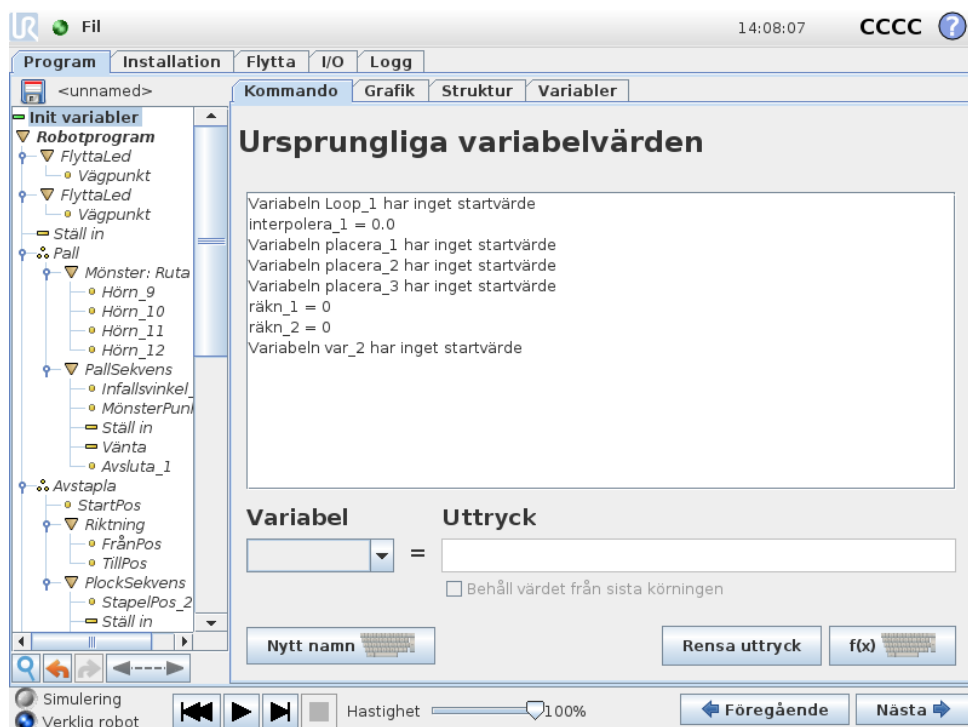 Fil 14:08:07 CCCC ?
Program Installation Flytta I/O Logg
<unnamed> Kommando Grafik Struktur Variabler
Init variabler
Robotprogram
FlyttaLed
Vägpunkt
FlyttaLed
Vägpunkt
Ställ in
Pall
Mönster: Ruta
Hörn_9
Hörn_10
Hörn_11
Hörn_12
PallSekvens
Infallsvinkel_
MönsterPunk
Ställ in
Vänta
Avsluta_1
Avstapla
StartPos
Riktning
FrånPos
TillPos
PlockSekvens
StapelPos_2
Ställ in
Ursprungliga variabelvärden
Variabeln Loop_1 har inget startvärde
interpolera_1 = 0.0
Variabeln placera_1 har inget startvärde
Variabeln placera_2 har inget startvärde
Variabeln placera_3 har inget startvärde
räkn_1 = 0
räkn_2 = 0
Variabeln var_2 har inget startvärde
Variabel Uttryck
=
Behåll värdet från sista körningen
Nytt namn Rensa uttryck f(x)
Simulering
Verklig robot
Hastighet 100% Föregående Nästa